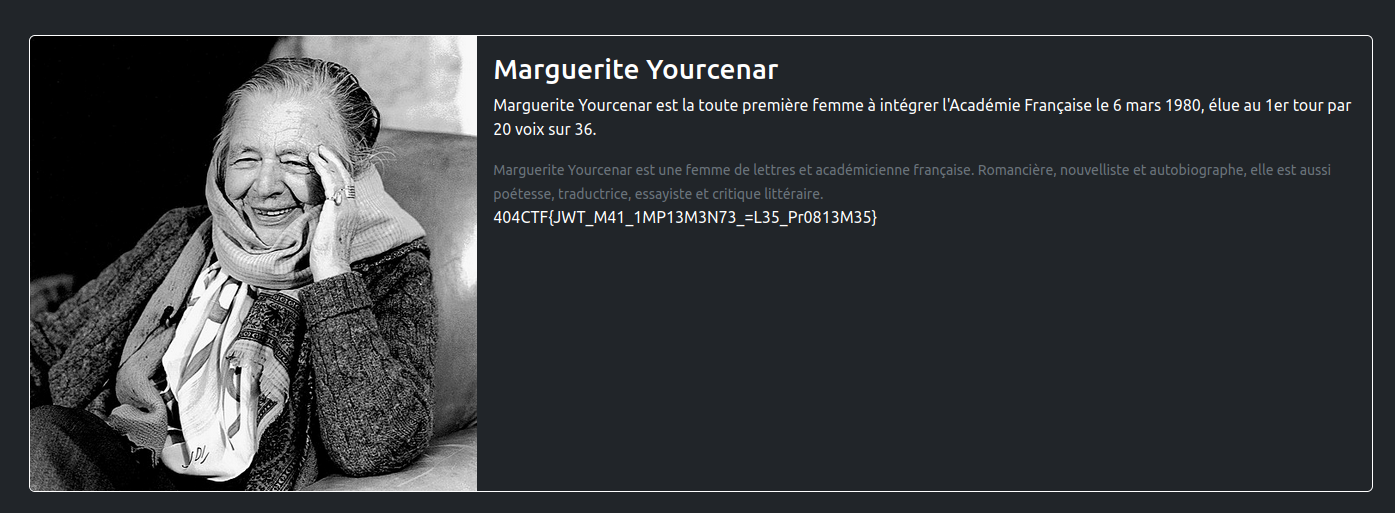 Marguerite Yourcenar
Marguerite Yourcenar est la toute première femme à intégrer l'Académie Française le 6 mars 1980, élue au 1er tour par
20 voix sur 36.
Marguerite Yourcenar est une femme de lettres et académicienne française. Romancière, nouvelliste et autobiographe, elle est aussi
poétesse, traductrice, essayiste et critique littéraire.
404CTF{JWT_M41_1MP13M3N73_=L35_Pr0813M35}